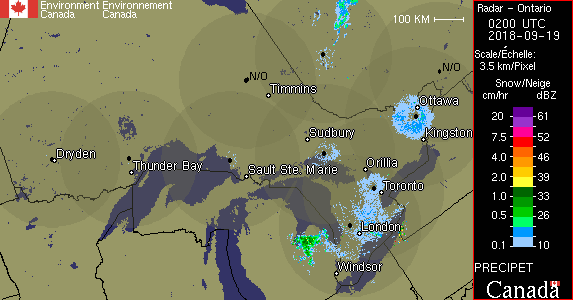 Environment Environnement
Canada Canada
100 KM
N/O
N/O
Timmins
Ottawa
Kingston
Sudbury
Dryden
Thunder Bay
Sault Ste. Marie
Orillia
Toronto
London
Windsor
Radar - Ontario
0200 UTC
2018-09-19
Scale/Échelle:
3.5 km/Pixel
Snow/Neige
cm/hr dBZ
20 61
7.5 52
4.0 46
2.0 39
1.0 33
0.5 26
0.1 10
PRECIPET
Canada